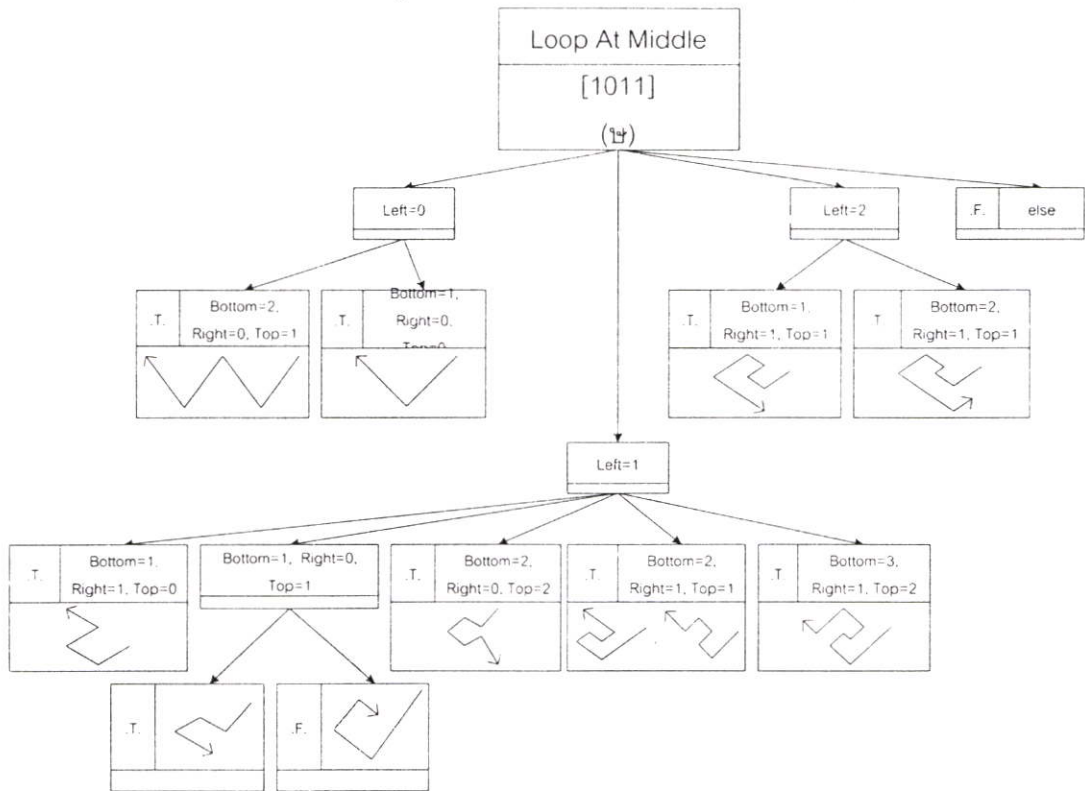 Loop At Middle
[1011]
Left=0
Left=2
.F. else
.T. Bottom=2,
Right=0, Top=1
.T. Bottom=1,
Right=0,
Top=0
.T. Bottom=1,
Right=1, Top=1
T Bottom=2,
Right=1, Top=1
Left=1
.T. Bottom=1,
Right=1, Top=0
Bottom=1, Right=0,
Top=1
.T. Bottom=2,
Right=0, Top=2
.T. Bottom=2,
Right=1, Top=1
.T Bottom=3,
Right=1, Top=2
.T.
.F.